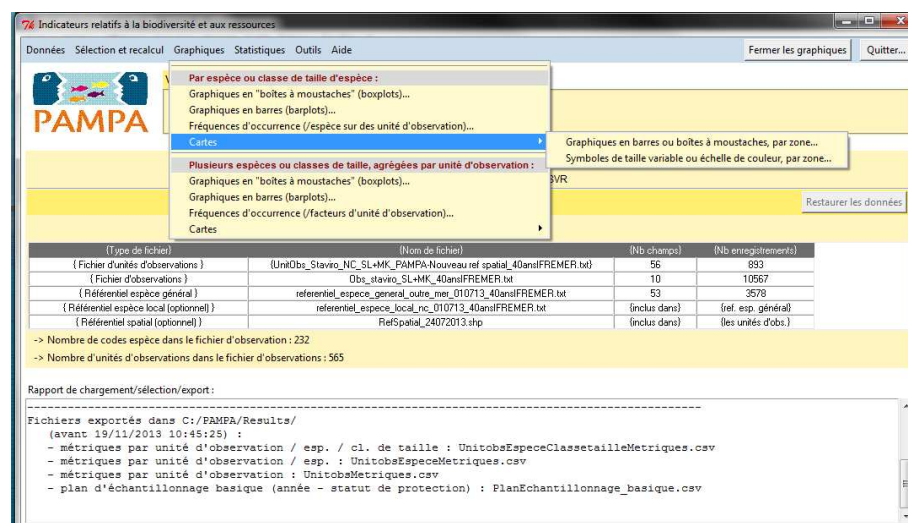 Indicateurs relatifs à la biodiversité et aux ressources
Données Sélection et recalcul Graphiques Statistiques Outils Aide
Fermer les graphiques Quitter...
PAMPA
Par espèce ou classe de taille d'espèce :
Graphiques en "boîtes à moustaches" (boxplots)...
Graphiques en barres (barplots)...
Fréquences d'occurrence (/espèce sur des unité d'observation)...
Cartes
Graphiques en barres ou boîtes à moustaches, par zone...
Symboles de taille variable ou échelle de couleur, par zone...
Plusieurs espèces ou classes de taille, agrégées par unité d'observation :
Graphiques en "boîtes à moustaches" (boxplots)...
SVR
Graphiques en barres (barplots)...
Restaurer les données
Fréquences d'occurrence (/facteurs d'unité d'observation)...
Cartes
{Type de fichier} {Nom de fichier} {Nb champs} {Nb enregistrements}
{ Fichier d'unités d'observations } {UnitObs_Staviro_NC_SL+MK_PAMPA-Nouveau ref spatial_40ansIFREMER.txt} 56 893
{ Fichier d'observations } Obs_staviro_SL+MK_40ansIFREMER.txt 10 10567
{ Référentiel espèce général } referentiel_espece_general_outre_mer_010713_40ansIFREMER.txt 53 3578
{ Référentiel espèce local (optionnel) } referentiel_espece_local_nc_010713_40ansIFREMER.txt {inclus dans} {ref. esp. général}
{ Référentiel spatial (optionnel) } RefSpatial_24072013.shp {inclus dans} {les unités d'obs.}
-> Nombre de codes espèce dans le fichier d'observation : 232
-> Nombre d'unités d'observations dans le fichier d'observations : 565
Rapport de chargement/sélection/export :
Fichiers exportés dans C:/PAMPA/Results/
(avant 19/11/2013 10:45:25) :
- métriques par unité d'observation / esp. / cl. de taille : UnitobsEspeceClassetailleMetriques.csv
- métriques par unité d'observation / esp. : UnitobsEspeceMetriques.csv
- métriques par unité d'observation : UnitobsMetriques.csv
- plan d'échantillonnage basique (année - statut de protection) : PlanEchantillonnage_basique.csv